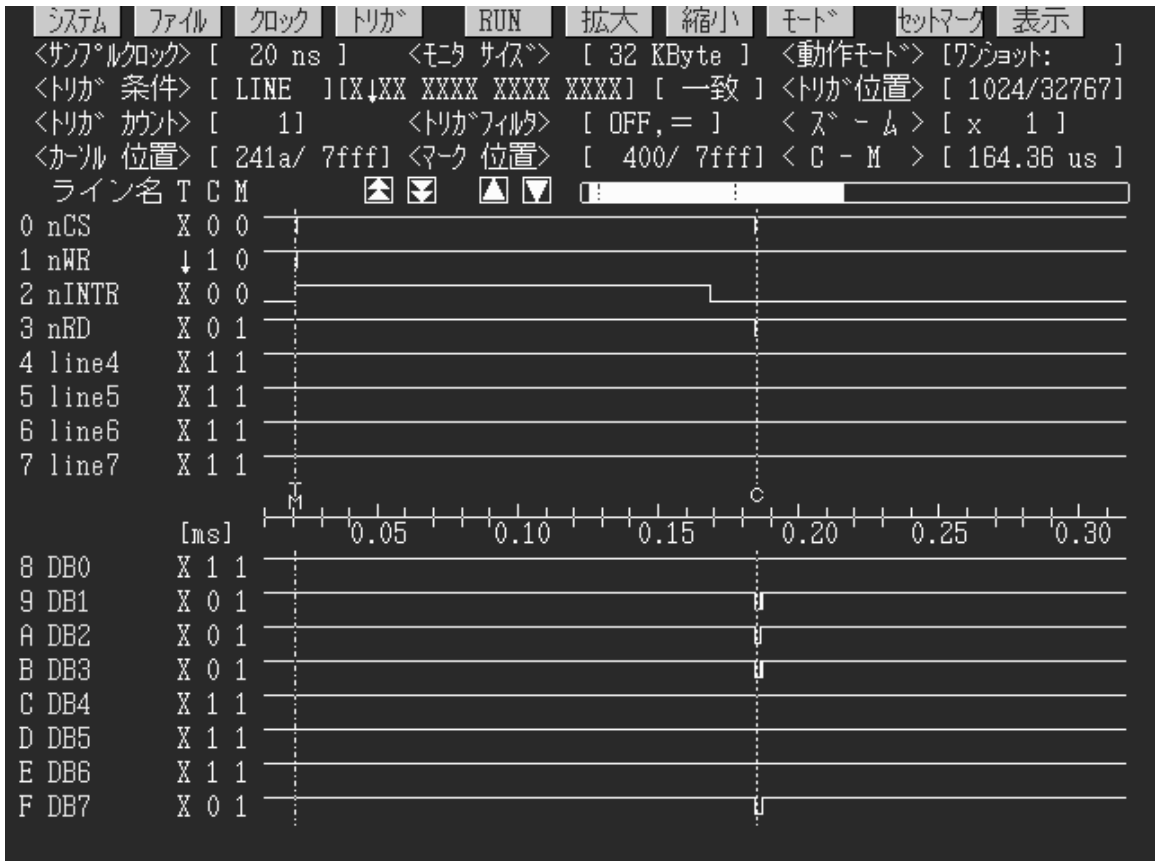 システム ファイル クロック トリガ RUN 拡大 縮小 モード セットマーク 表示
<サンプルクロック> [ 20 ns ] <モニタ サイズ> [ 32 KByte ] <動作モード> [ワンショット: ]
<トリガ 条件> [ LINE ][X↓XX XXXX XXXX XXXX] [ 一致 ] <トリガ位置> [ 1024/32767]
<トリガ カウント> [ 1] <トリガフィルタ> [ OFF,= ] < ズ ー ム > [ x 1 ]
<カーソル 位置> [ 241a/ 7fff] <マーク 位置> [ 400/ 7fff] < C - M > [ 164.36 us ]
ライン名 T C M
0 nCS X 0 0
1 nWR ↓ 1 0
2 nINTR X 0 0
3 nRD X 0 1
4 line4 X 1 1
5 line5 X 1 1
6 line6 X 1 1
7 line7 X 1 1
T
M C
[ms] 0.05 0.10 0.15 0.20 0.25 0.30
8 DB0 X 1 1
9 DB1 X 0 1
A DB2 X 0 1
B DB3 X 0 1
C DB4 X 1 1
D DB5 X 1 1
E DB6 X 1 1
F DB7 X 0 1